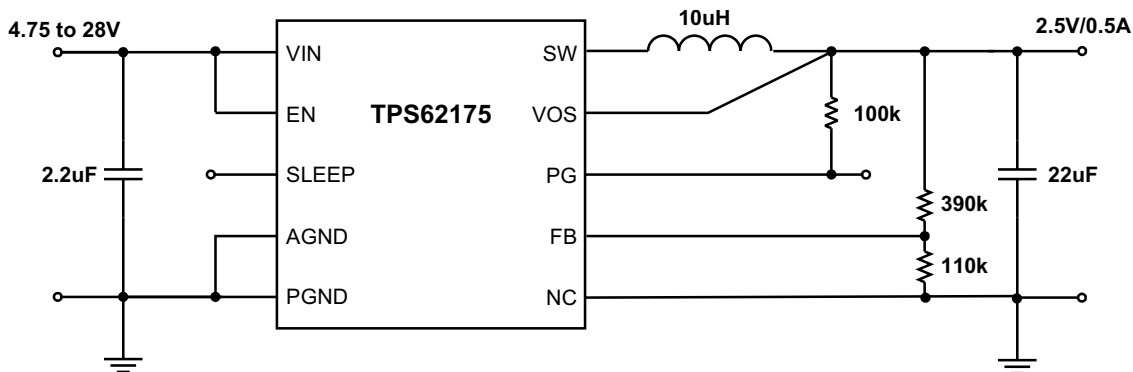 4.75 to 28V
10uH
2.5V/0.5A
VIN
SW
EN
TPS62175
VOS
100k
2.2uF
SLEEP
PG
22uF
390k
AGND
FB
110k
PGND
NC